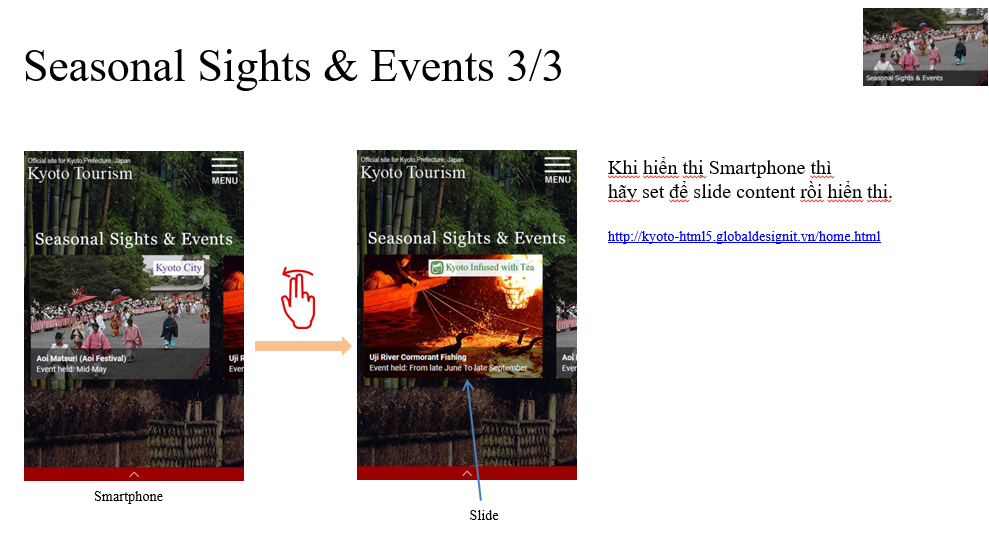 Seasonal Sights & Events 3/3
Seasonal Sights & Events
Official site for Kyoto Prefecture, Japan
Kyoto Tourism
MENU
Seasonal Sights & Events
Kyoto City
Aoi Matsuri (Aoi Festival)
Event held: Mid-May
Uji R
Event
Smartphone
Official site for Kyoto Prefecture, Japan
Kyoto Tourism
MENU
Seasonal Sights & Events
Kyoto Infused with Tea
Uji River Cormorant Fishing
Event held: From late June To late September
Aoi
Event
Slide
Khi hiển thị Smartphone thì
hãy set để slide content rồi hiển thị.
http://kyoto-html5.globaldesignit.vn/home.html